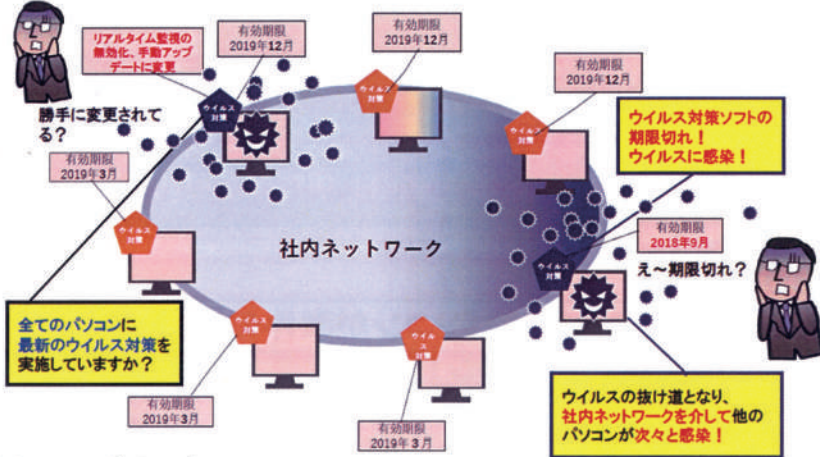 有効期限
2019年12月
リアルタイム監視の
無効化、手動アップ
デートに変更
有効期限
2019年12月
有効期限
2019年12月
勝手に変更されて
る?
ウイルス
対策
ウイルス
対策
ウイルス
対策
ウイルス対策ソフトの
期限切れ!
ウイルスに感染!
有効期限
2019年3月
ウイルス
対策
社内ネットワーク
有効期限
2018年9月
ウイルス
対策
え~期限切れ?
全てのパソコンに
最新のウイルス対策を
実施していますか?
ウイルス
対策
ウイル
ス
対策
有効期限
2019年3月
有効期限
2019年3月
ウイルスの抜け道となり、
社内ネットワークを介して他の
パソコンが次々と感染!